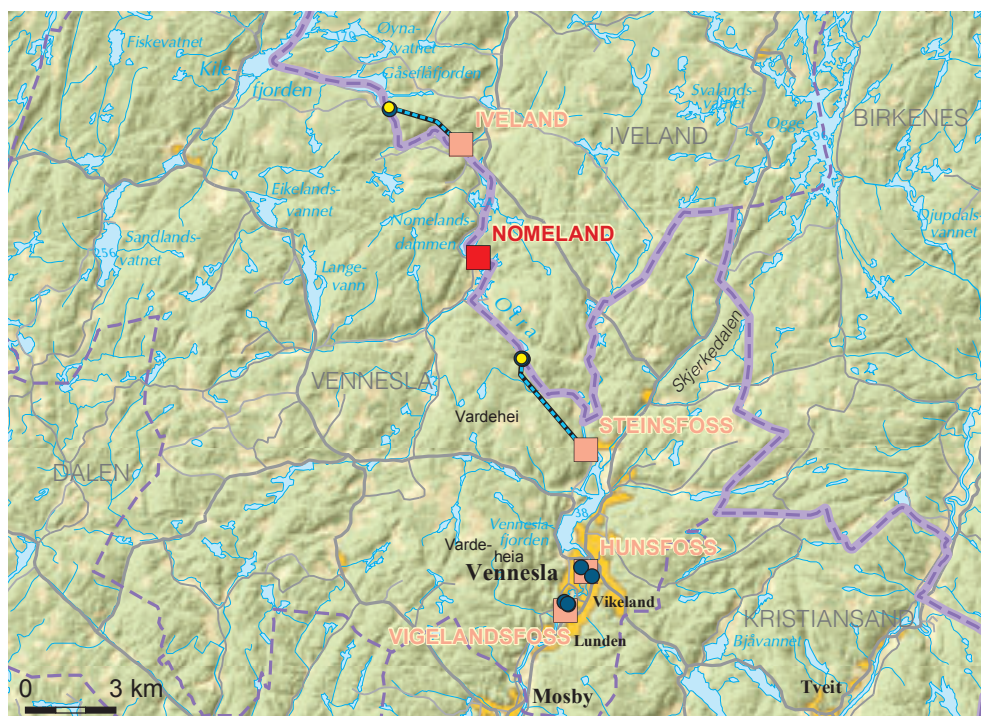 Fiskevatnet
Øyna-
vatnet
Kile-
fjorden
Gåseflåfjorden
Svalands-
vatnet
Ogge
BIRKENES
IVELAND
IVELAND
Eikelands-
vannet
Nomelands-
dammen
NOMELAND
Djupdals-
vannet
Sandlands-
vatnet
256
Lange-
vann
Otra
Skjerkedalen
VENNESLA
Vardehei
STEINSFOSS
DALEN
38
Vennesla-
fjorden
Varde-
heia
HUNSFOSS
Vennesla
Vikeland
KRISTIANSAND
VIGELANDSFOSS
Lunden
Bjåvannet
Tveit
Mosby
0 3 km